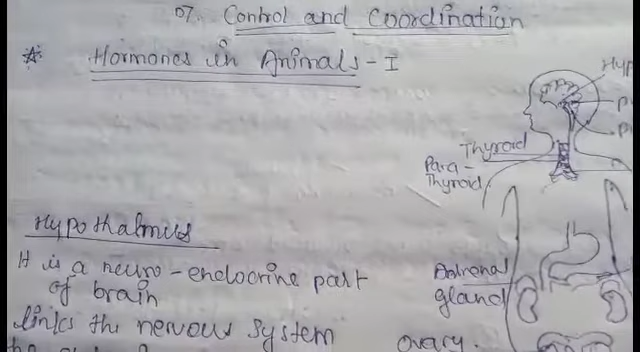 07. Control and Coordination
Hormones in Animals - I
Hyp
Thyroid
Para -
Thyroid
Hypothalmus
It is a neuro - endocrine part
of brain
links the nervous system
Adrenal
gland
ovary.